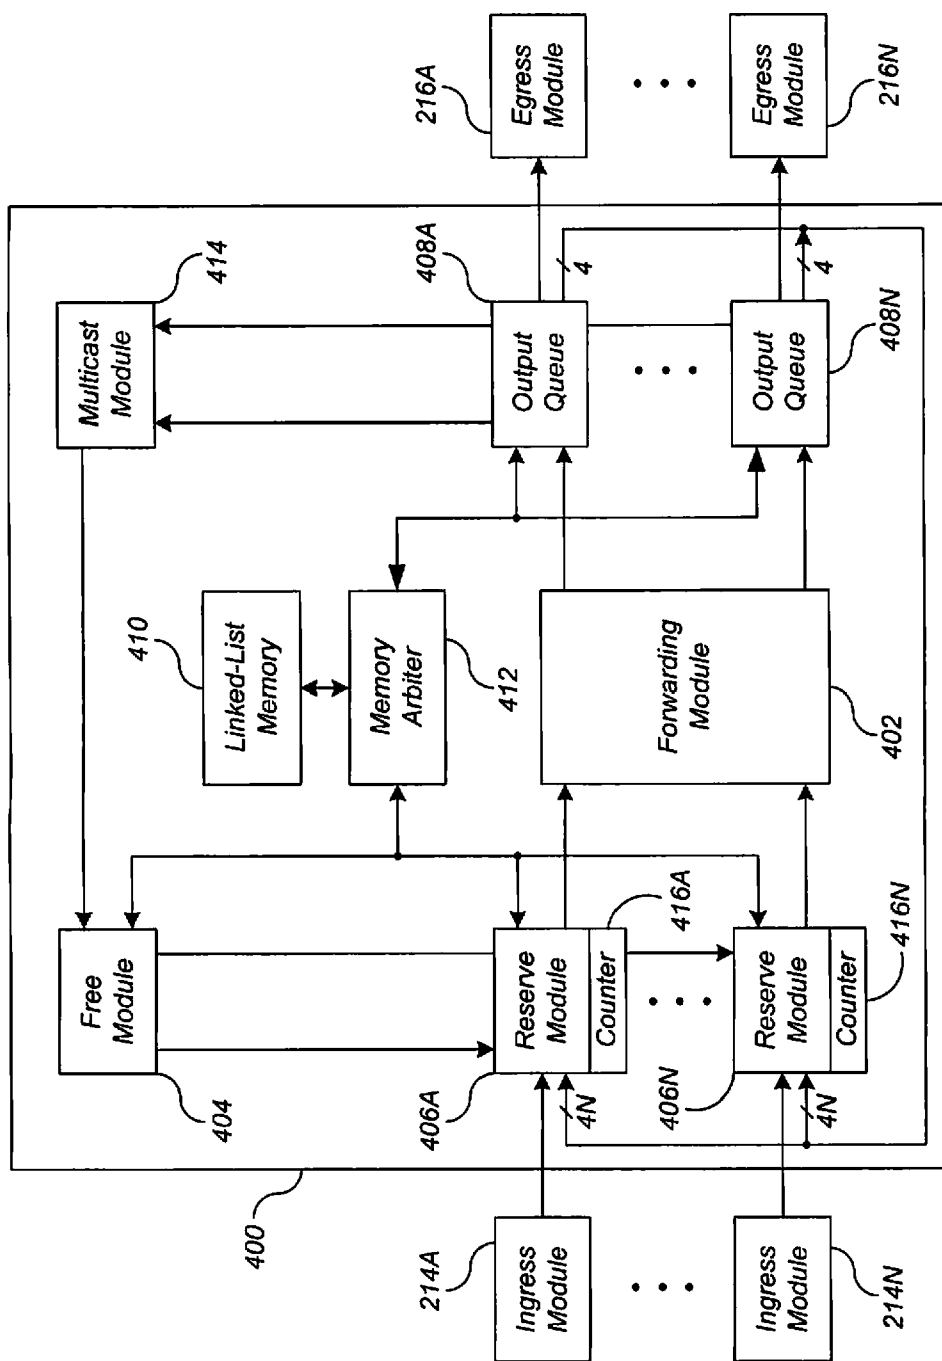 400
Free
Module
404
Multicast
Module
414
Linked-List
Memory
410
Memory
Arbiter
412
214A
Ingress
Module
406A
Reserve
Module
Counter
416A
4N
Forwarding
Module
402
408A
Output
Queue
4
216A
Egress
Module
214N
Ingress
Module
406N
Reserve
Module
Counter
416N
4N
Output
Queue
408N
4
Egress
Module
216N